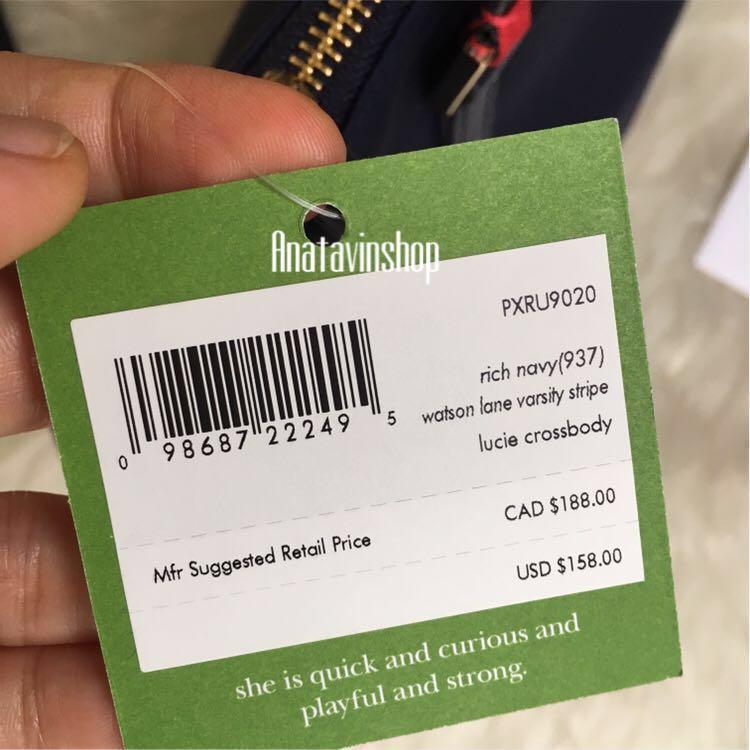 Anatavinshop
PXRU9020
rich navy(937)
watson lane varsity stripe
lucie crossbody
0 98687 22249 5
CAD $188.00
Mfr Suggested Retail Price
USD $158.00
she is quick and curious and
playful and strong.